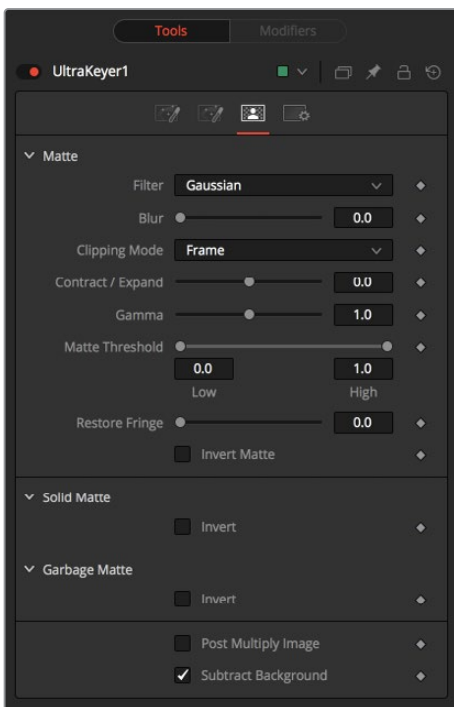 Tools Modifiers
UltraKeyer1
Matte
Filter Gaussian
Blur 0.0
Clipping Mode Frame
Contract / Expand 0.0
Gamma 1.0
Matte Threshold
0.0 1.0
Low High
Restore Fringe 0.0
Invert Matte
Solid Matte
Invert
Garbage Matte
Invert
Post Multiply Image
Subtract Background